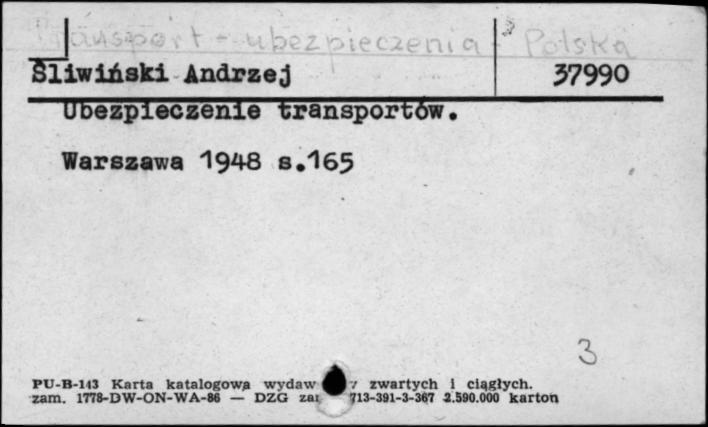 Transport - ubezpieczenia - Polska
Śliwiński Andrzej 37990
Ubezpieczenie transportów.
Warszawa 1948 s.165
3
PU-B-143 Karta katalogowa wydaw zwartych i ciągłych.
zam. 1778-DW-ON-WA-86 — DZG 713-391-3-367 2.590.000 karton